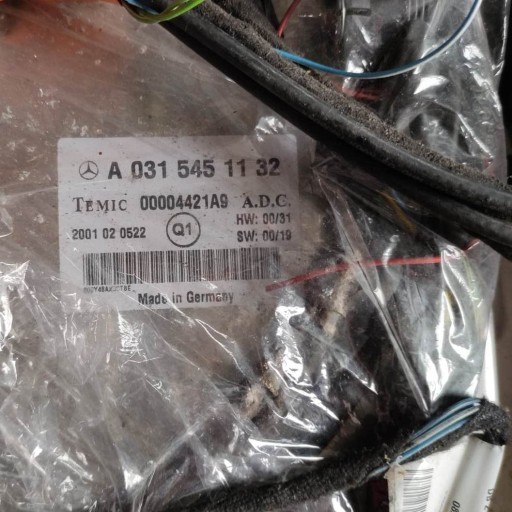 A 031 545 11 32
TEMIC 00004421A9 A.D.C.
2001 02 0522 Q1 HW: 00/31
SW: 00/19
Made in Germany